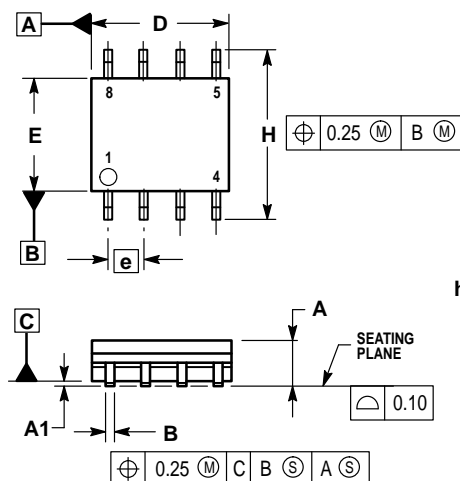 A
D
8
5
E
H
⌖ 0.25 Ⓜ B Ⓜ
1
4
B
e
h
C
A
SEATING
PLANE
⌓ 0.10
A1
B
⌖ 0.25 Ⓜ C B Ⓢ A Ⓢ